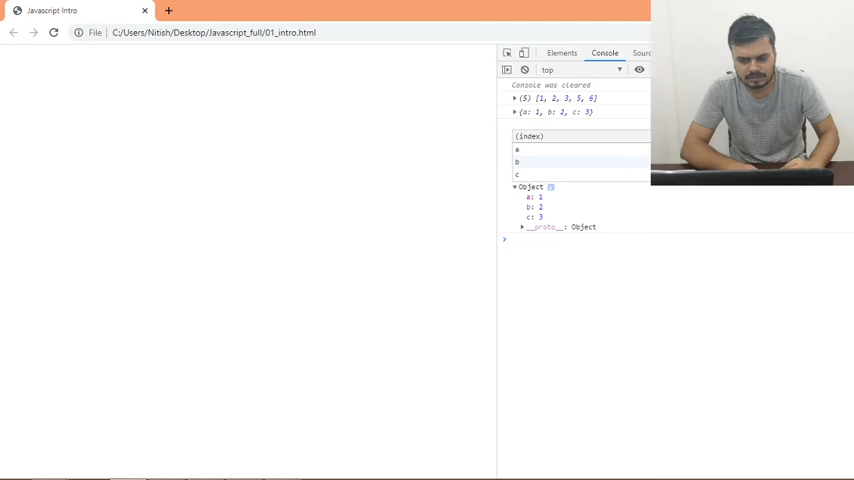 Javascript Intro
File C:/Users/Nitish/Desktop/Javascript_full/01_intro.html
Elements Console Sourc
top
Console was cleared
(5) [1, 2, 3, 5, 6]
{a: 1, b: 2, c: 3}
(index)
a
b
c
Object i
a: 1
b: 2
c: 3
__proto__: Object